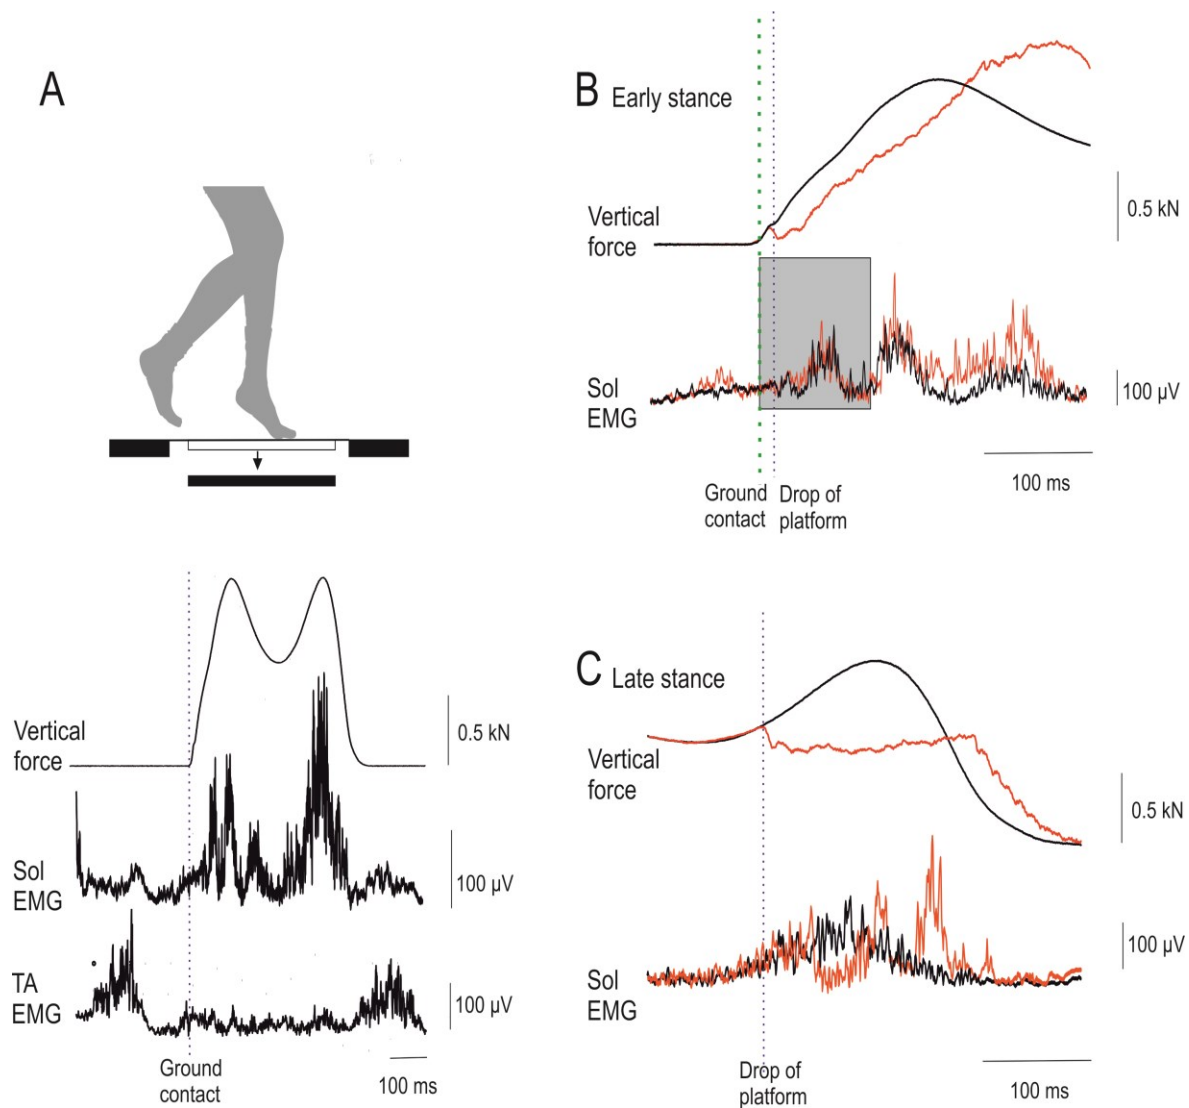 A
B Early stance
Vertical
force
0.5 kN
Sol
EMG
100 µV
100 ms
Ground
contact
Drop of
platform
Vertical
force
0.5 kN
Sol
EMG
100 µV
TA
EMG
100 µV
Ground
contact
100 ms
C Late stance
Vertical
force
0.5 kN
Sol
EMG
100 µV
Drop of
platform
100 ms